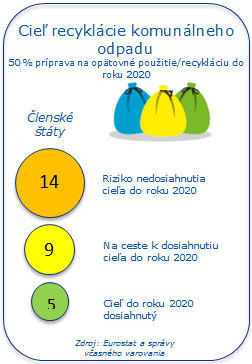 Cieľ recyklácie komunálneho
odpadu
50 % príprava na opätovné použitie/recykláciu do
roku 2020
Členské
štáty
14
Riziko nedosiahnutia
cieľa do roku 2020
9
Na ceste k dosiahnutiu
cieľa do roku 2020
5
Cieľ do roku 2020
dosiahnutý
Zdroj: Eurostat a správy
včasného varovania